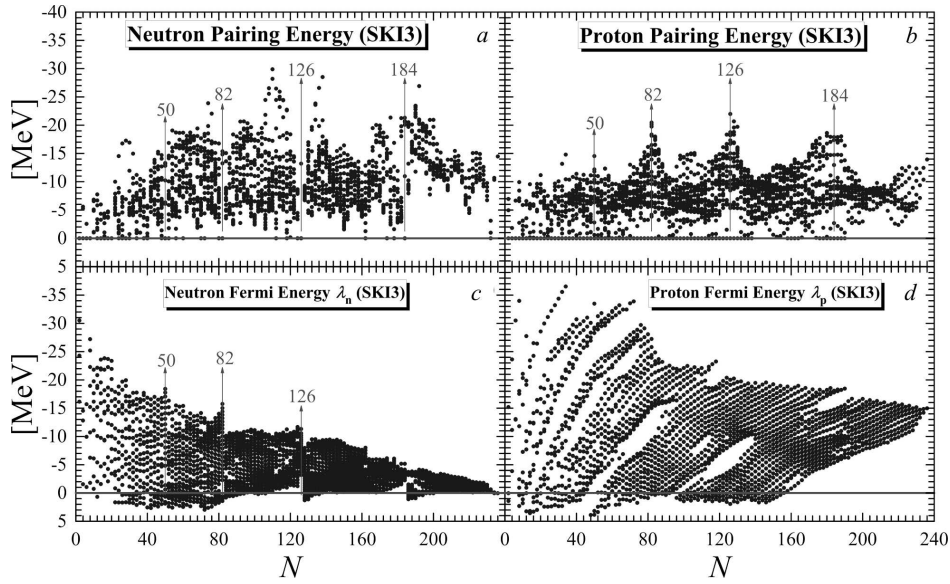 Neutron Pairing Energy (SKI3)
a
Proton Pairing Energy (SKI3)
b
-40
-35
-30
-25
-20
-15
-10
-5
0
[MeV]
50
82
126
184
50
82
126
184
Neutron Fermi Energy λn (SKI3)
c
Proton Fermi Energy λp (SKI3)
d
5
-35
-30
-25
-20
-15
-10
-5
0
5
[MeV]
50
82
126
0 40 80 120 160 200 0 40 80 120 160 200 240
N
N